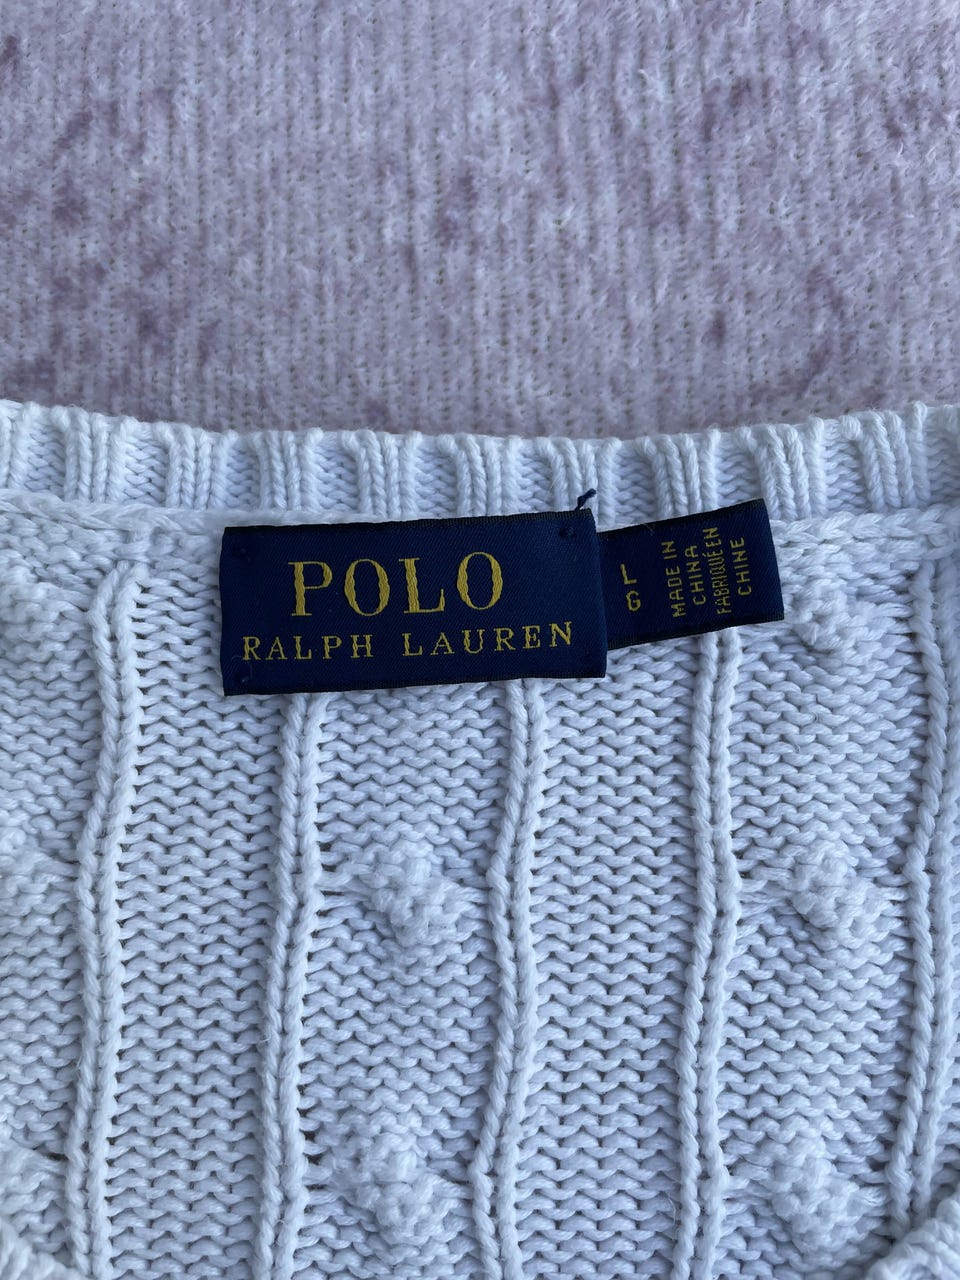 POLO
RALPH LAUREN
L
G
MADE IN
CHINA
FABRIQUÉ EN
CHINE